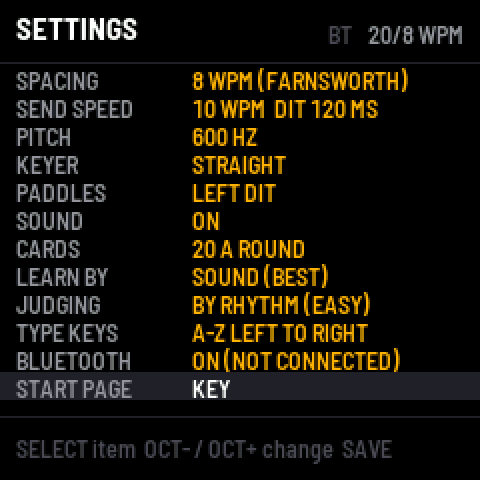 SETTINGS BT 20/8 WPM
SPACING 8 WPM (FARNSWORTH)
SEND SPEED 10 WPM DIT 120 MS
PITCH 600 HZ
KEYER STRAIGHT
PADDLES LEFT DIT
SOUND ON
CARDS 20 A ROUND
LEARN BY SOUND (BEST)
JUDGING BY RHYTHM (EASY)
TYPE KEYS A-Z LEFT TO RIGHT
BLUETOOTH ON (NOT CONNECTED)
START PAGE KEY
SELECT item OCT- / OCT+ change SAVE